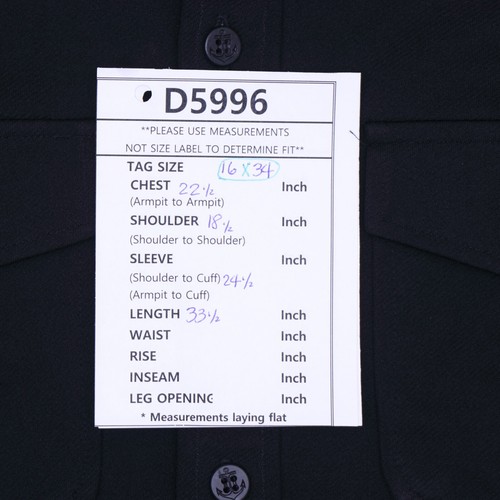 D5996
**PLEASE USE MEASUREMENTS
NOT SIZE LABEL TO DETERMINE FIT**
TAG SIZE 16 X 34
CHEST 22 1/2 Inch
(Armpit to Armpit)
SHOULDER 18 1/2 Inch
(Shoulder to Shoulder)
SLEEVE Inch
(Shoulder to Cuff) 24 1/2
(Armpit to Cuff)
LENGTH 33 1/2 Inch
WAIST Inch
RISE Inch
INSEAM Inch
LEG OPENING Inch
* Measurements laying flat